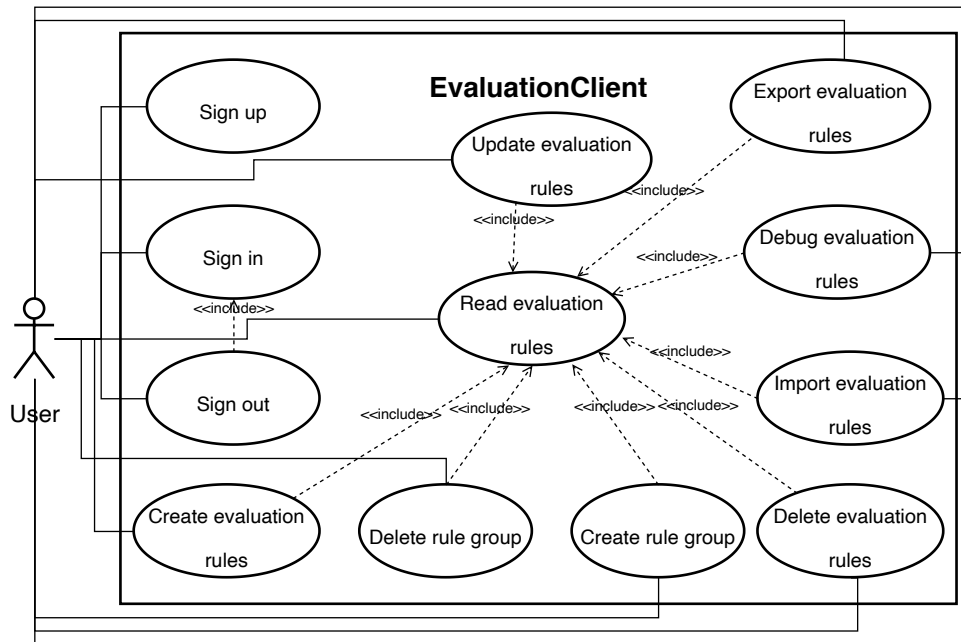 EvaluationClient
Sign up
Export evaluation
rules
Update evaluation
rules
<<include>>
<<include>>
Sign in
Debug evaluation
rules
<<include>>
<<include>>
Read evaluation
rules
User
Sign out
<<include>>
Import evaluation
rules
<<include>>
<<include>>
<<include>>
<<include>>
Create evaluation
rules
Delete rule group
Create rule group
Delete evaluation
rules